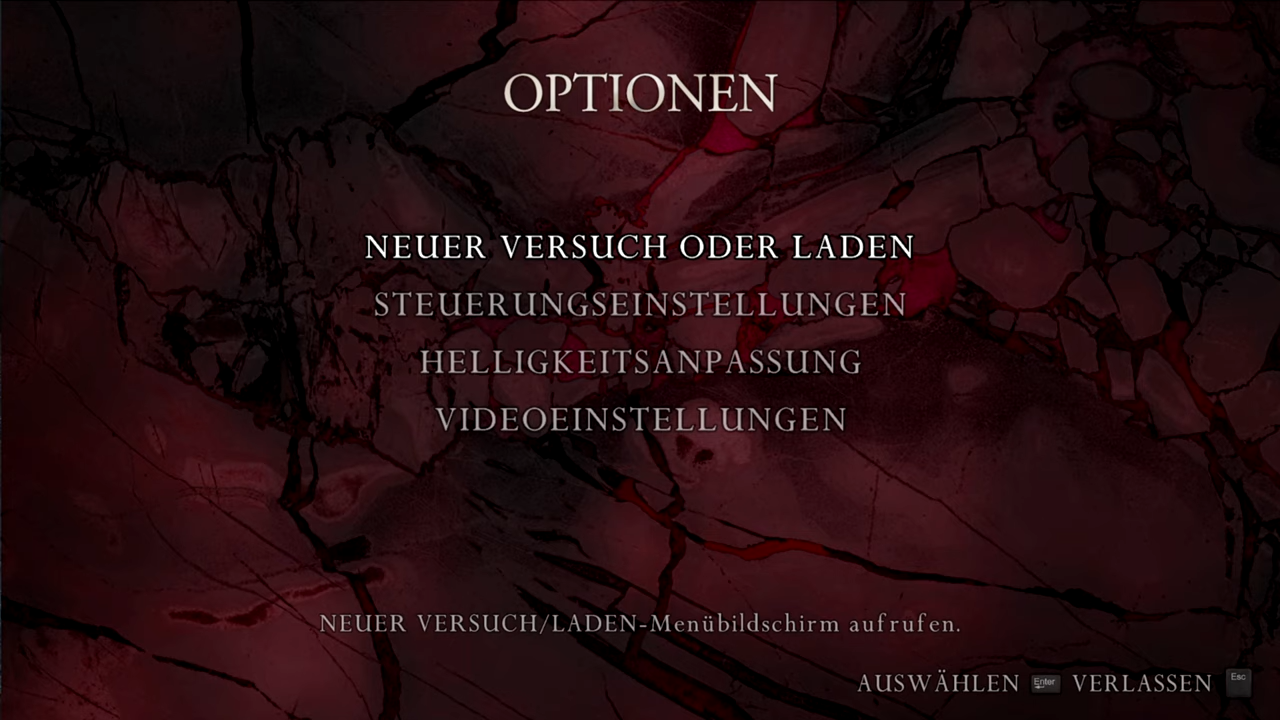 OPTIONEN
NEUER VERSUCH ODER LADEN
STEUERUNGSEINSTELLUNGEN
HELLIGKEITSANPASSUNG
VIDEOEINSTELLUNGEN
NEUER VERSUCH/LADEN-Menübildschirm aufrufen.
AUSWÄHLEN Enter VERLASSEN Esc